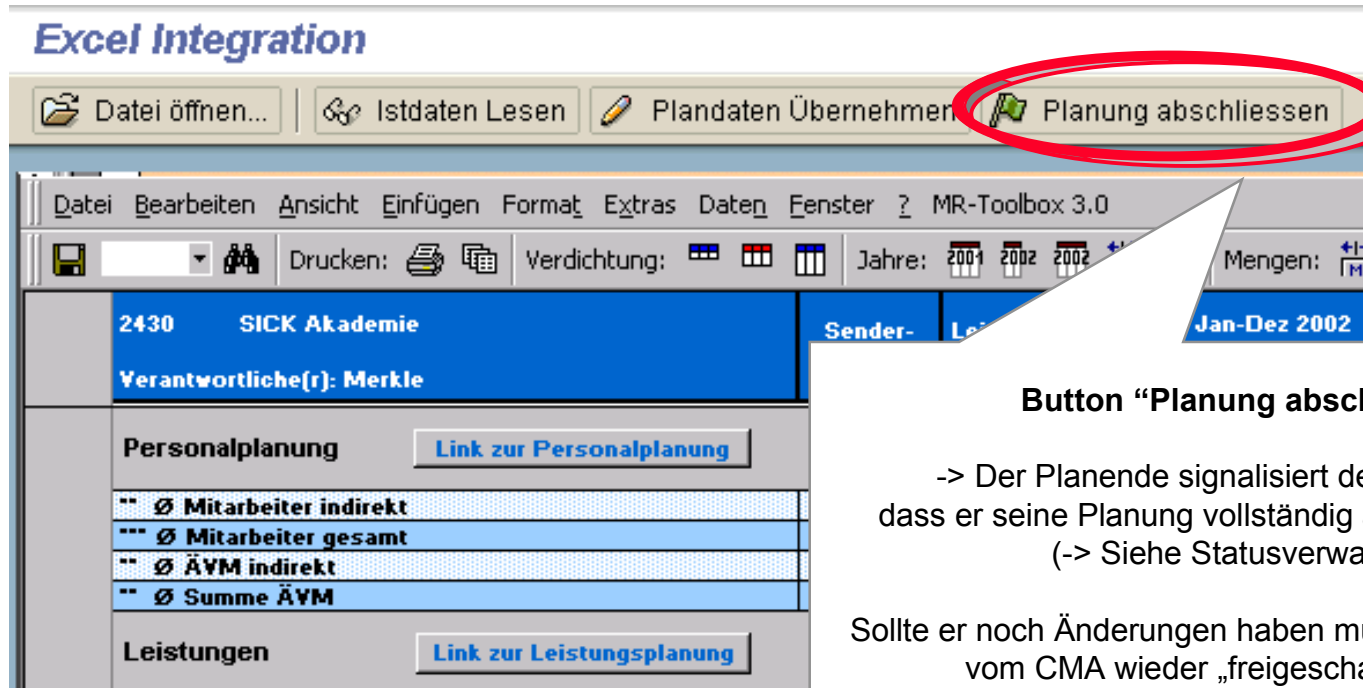 Excel Integration
Datei öffnen... Istdaten Lesen Plandaten Übernehmen Planung abschliessen
Datei Bearbeiten Ansicht Einfügen Format Extras Daten Fenster ? MR-Toolbox 3.0
Drucken: Verdichtung: Jahre: 2001 2002 2002 Mengen:
2430 SICK Akademie Sender- Jan-Dez 2002
Verantwortliche(r): Merkle
Button “Planung absch
Personalplanung Link zur Personalplanung
-> Der Planende signalisiert de
** Ø Mitarbeiter indirekt
dass er seine Planung vollständig
*** Ø Mitarbeiter gesamt
(-> Siehe Statusverwa
** Ø ÄVM indirekt
** Ø Summe ÄVM
Sollte er noch Änderungen haben mu
Leistungen Link zur Leistungsplanung
vom CMA wieder „freigescha